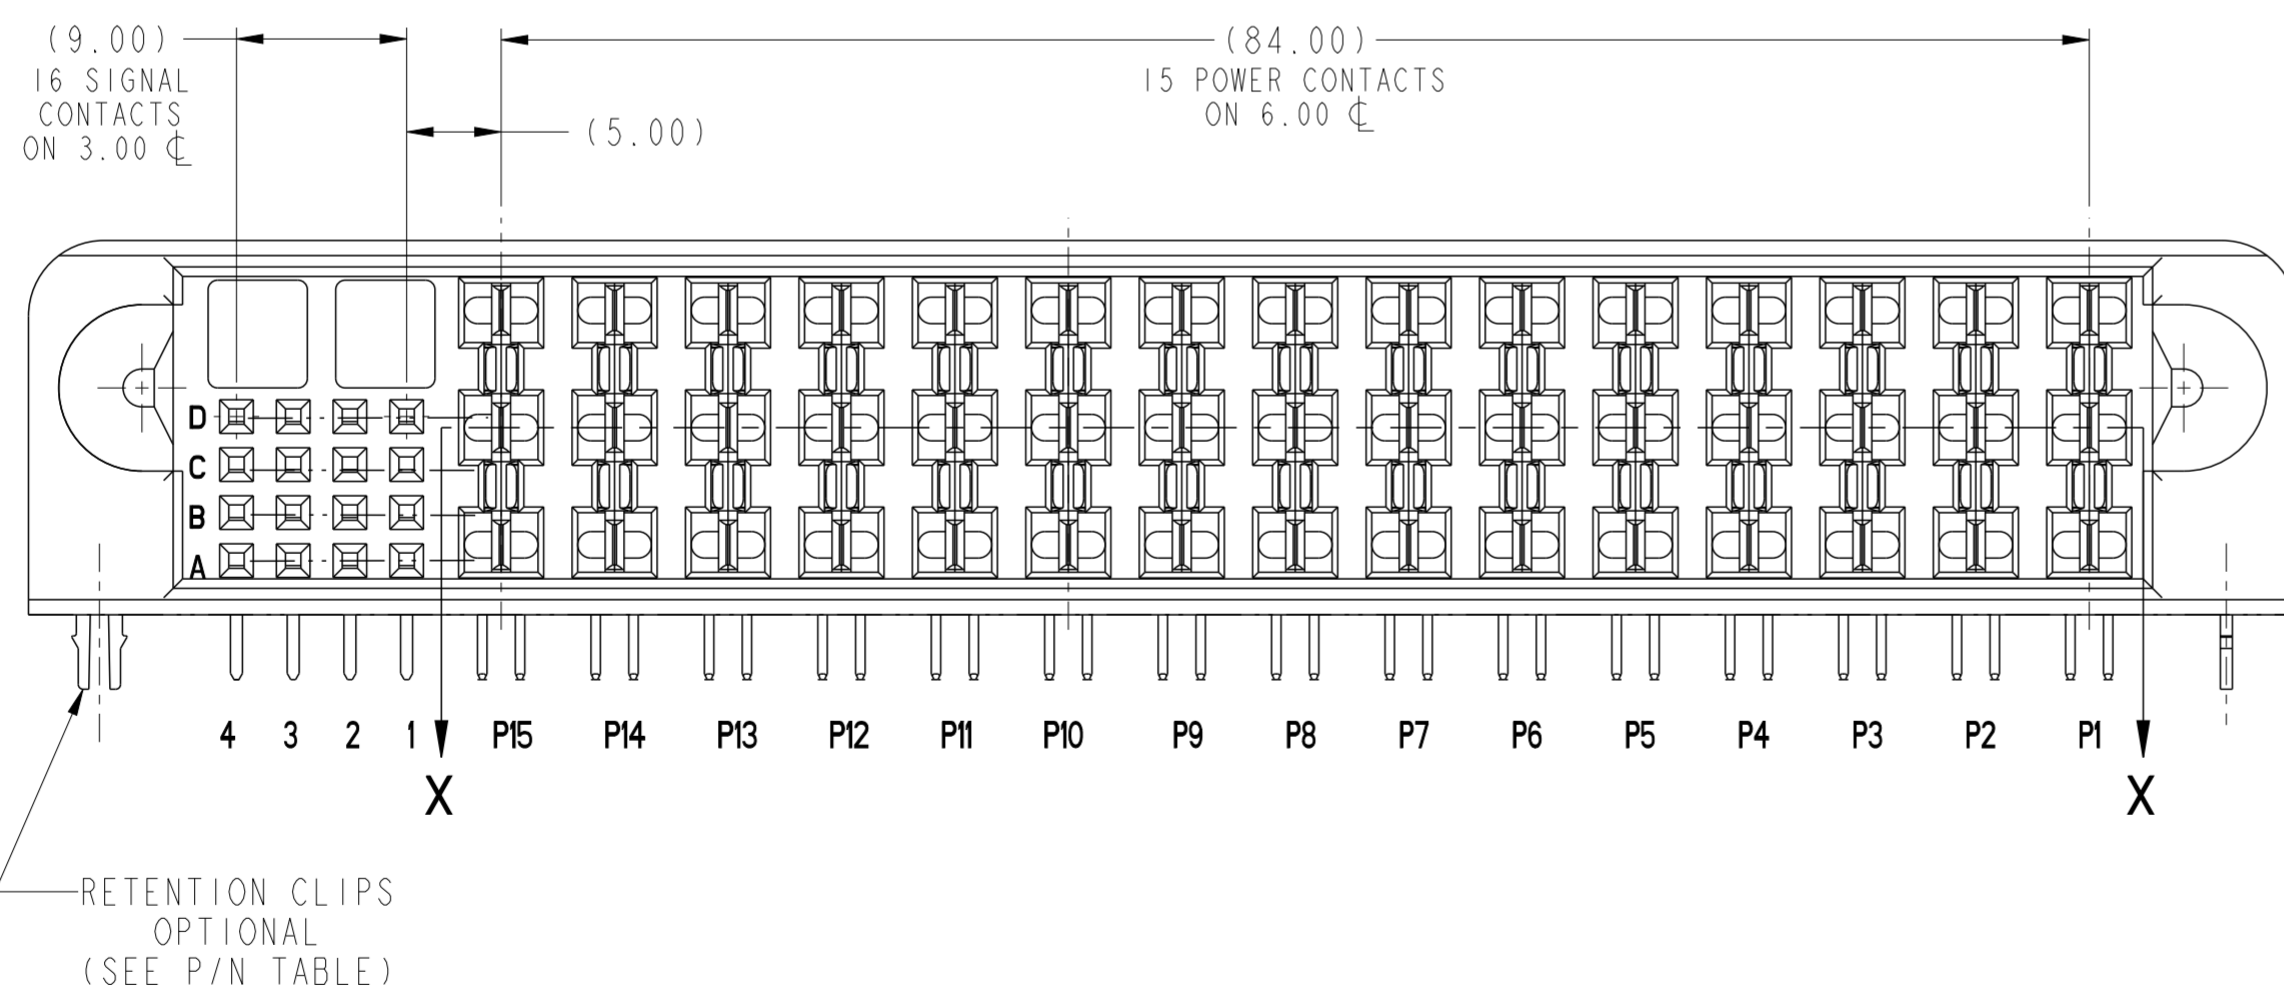 (9.00)
16 SIGNAL
CONTACTS
ON 3.00 ℄
(5.00)
(84.00)
15 POWER CONTACTS
ON 6.00 ℄
D
C
B
A
4 3 2 1 P15 P14 P13 P12 P11 P10 P9 P8 P7 P6 P5 P4 P3 P2 P1
X X
RETENTION CLIPS
OPTIONAL
(SEE P/N TABLE)